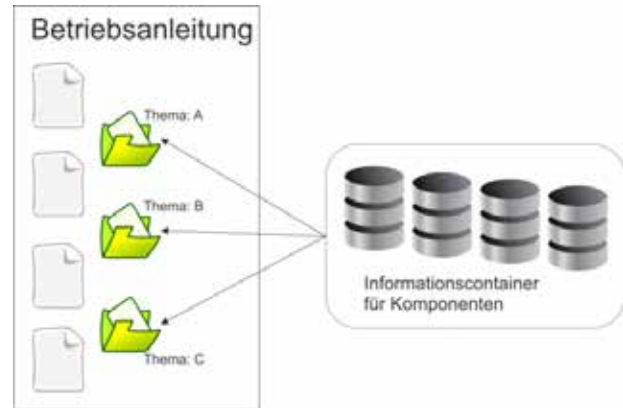 Betriebsanleitung
Thema: A
Thema: B
Thema: C
Informationscontainer
für Komponenten